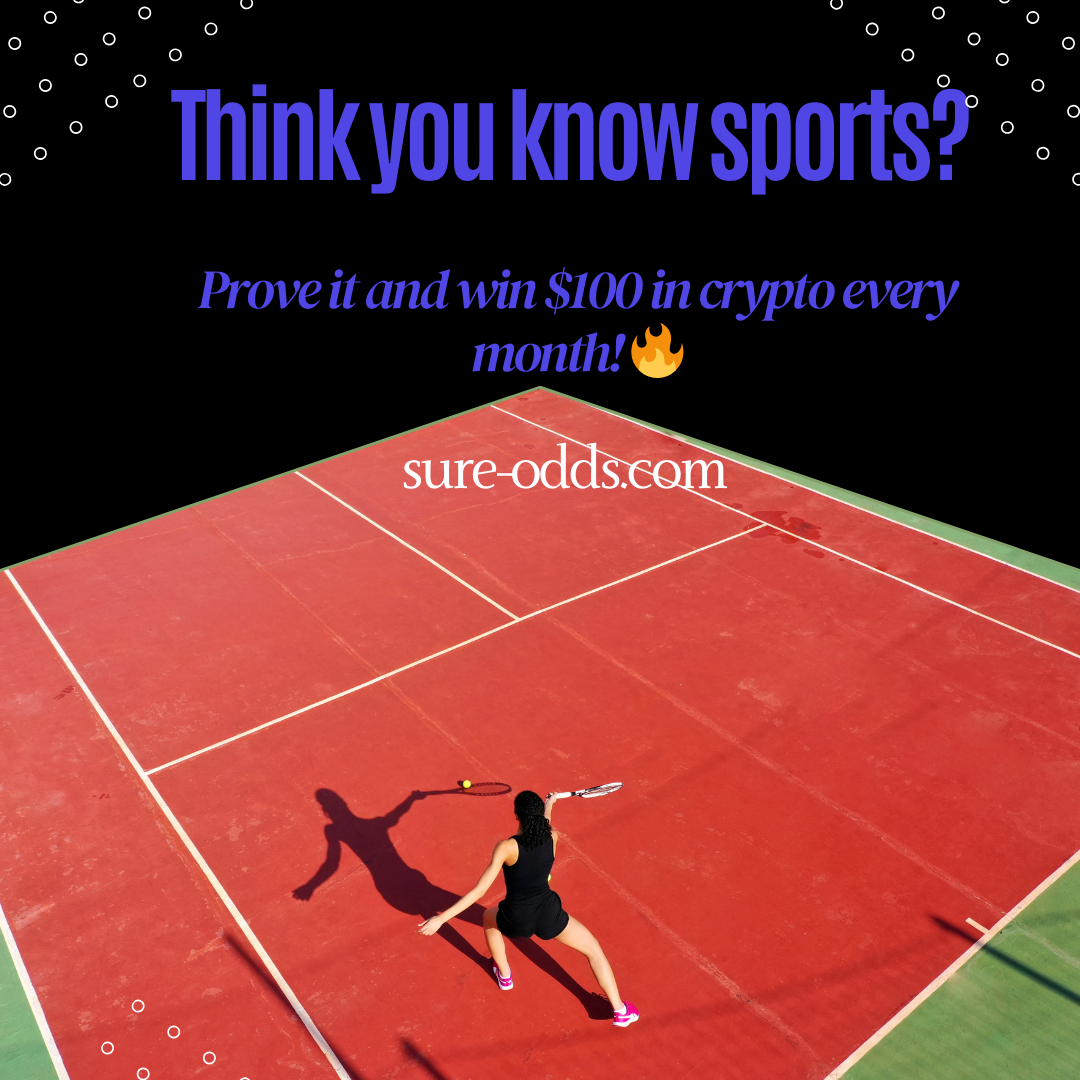 Think you know sports?
Prove it and win $100 in crypto every
month!🔥
sure-odds.com